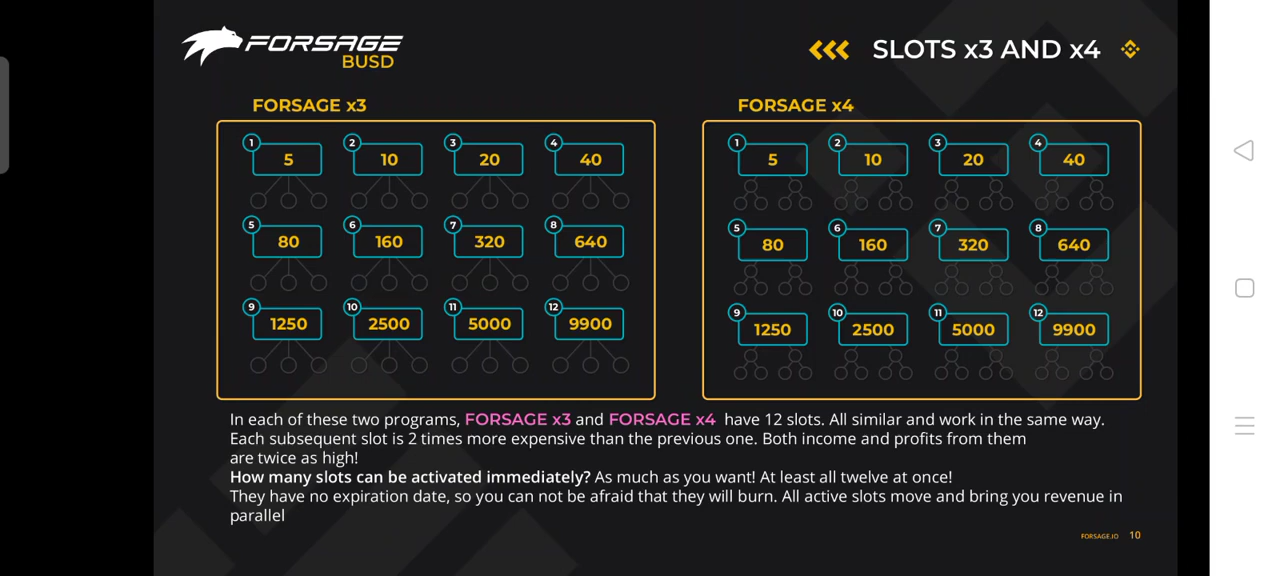 FORSAGE
BUSD
SLOTS x3 AND x4
FORSAGE x3
1 2 3 4
5 10 20 40
5 6 7 8
80 160 320 640
9 10 11 12
1250 2500 5000 9900
FORSAGE x4
1 2 3 4
5 10 20 40
5 6 7 8
80 160 320 640
9 10 11 12
1250 2500 5000 9900
In each of these two programs, FORSAGE x3 and FORSAGE x4 have 12 slots. All similar and work in the same way.
Each subsequent slot is 2 times more expensive than the previous one. Both income and profits from them
are twice as high!
How many slots can be activated immediately? As much as you want! At least all twelve at once!
They have no expiration date, so you can not be afraid that they will burn. All active slots move and bring you revenue in
parallel
FORSAGE.IO 10